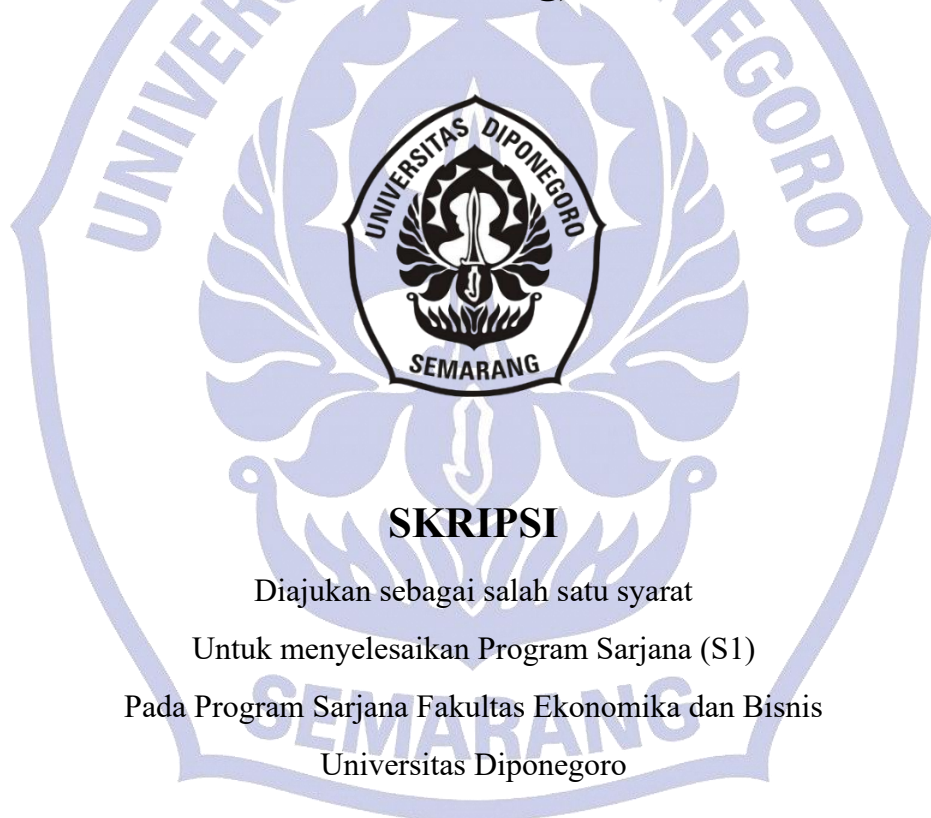 UNIVERSITAS DIPONEGORO
SEMARANG
SKRIPSI
Diajukan sebagai salah satu syarat
Untuk menyelesaikan Program Sarjana (S1)
Pada Program Sarjana Fakultas Ekonomika dan Bisnis
Universitas Diponegoro
SEMARANG